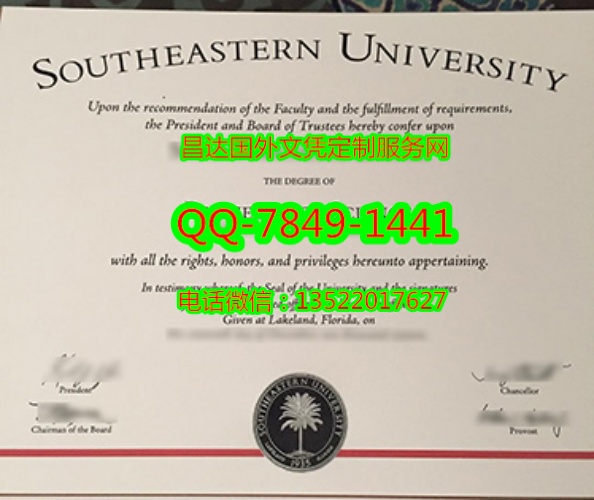 SOUTHEASTERN UNIVERSITY
Upon the recommendation of the Faculty and the fulfillment of requirements,
the President and Board of Trustees hereby confer upon
昌达国外文凭定制服务网
THE DEGREE OF
QQ-7849-1441
with all the rights, honors, and privileges hereunto appertaining.
In testimony whereof, the Seal of the University and the signatures
电话微信：13522017627
Given at Lakeland, Florida, on
President
Chancellor
Chairman of the Board
Provost
SOUTHEASTERN UNIVERSITY
LAKELAND FLORIDA
1935